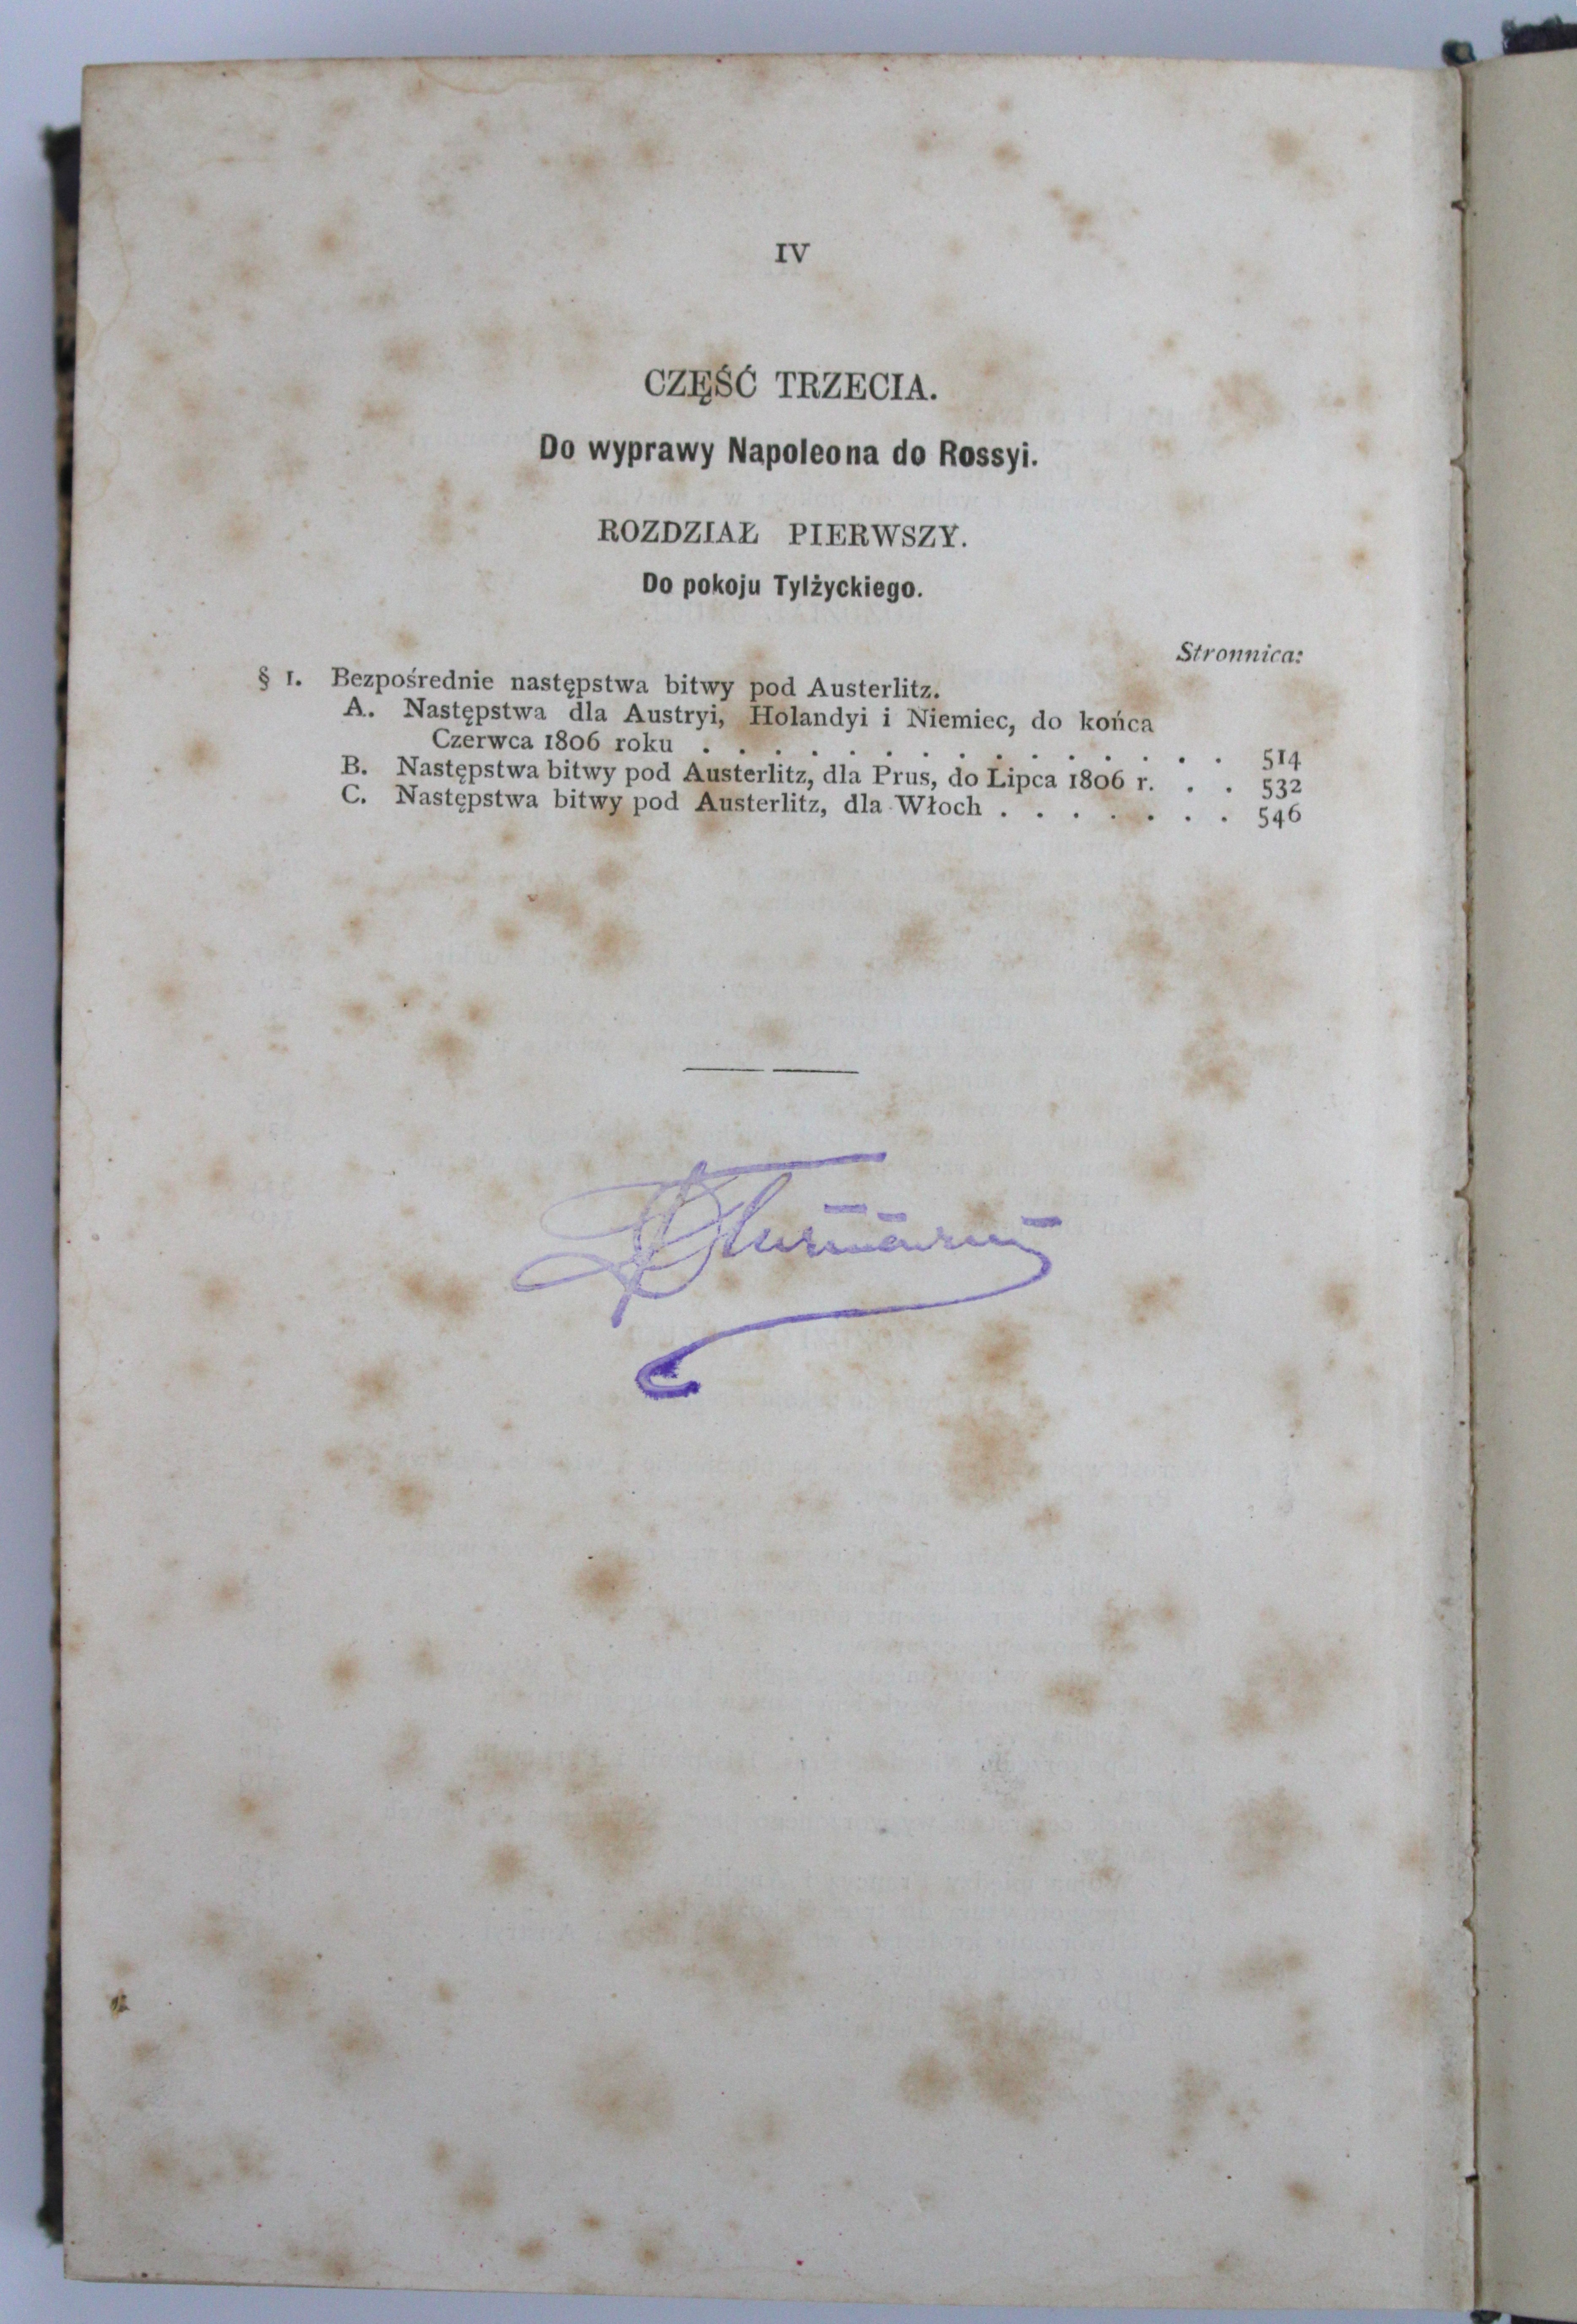 IV
CZĘŚĆ TRZECIA.
Do wyprawy Napoleona do Rossyi.
ROZDZIAŁ PIERWSZY.
Do pokoju Tylżyckiego.
Stronnica:
§ 1. Bezpośrednie następstwa bitwy pod Austerlitz.
A. Następstwa dla Austryi, Holandyi i Niemiec, do końca
Czerwca 1806 roku . . . . . . . . . . . . . . . 514
B. Następstwa bitwy pod Austerlitz, dla Prus, do Lipca 1806 r. . . 532
C. Następstwa bitwy pod Austerlitz, dla Włoch . . . . . . . 546